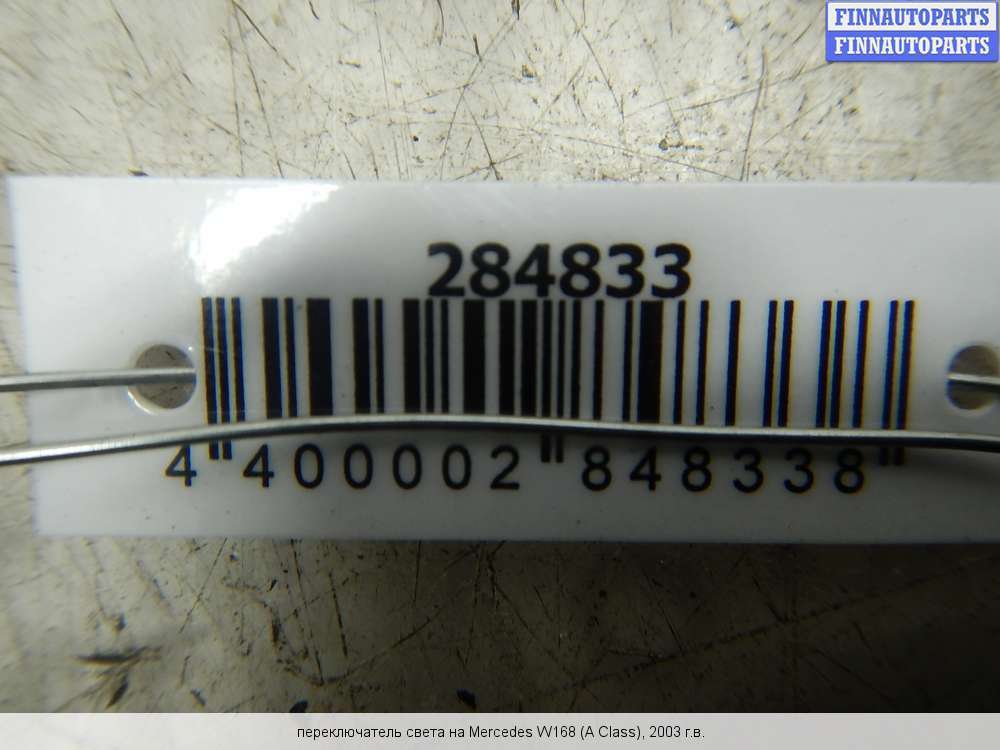 FINNAUTOPARTS
FINNAUTOPARTS
284833
4"400002"848338"
переключатель света на Mercedes W168 (A Class), 2003 г.в.